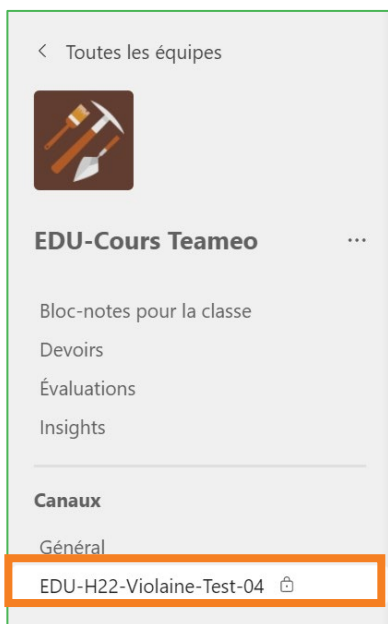 Toutes les équipes
EDU-Cours Teameo
Bloc-notes pour la classe
Devoirs
Évaluations
Insights
Canaux
Général
EDU-H22-Violaine-Test-04